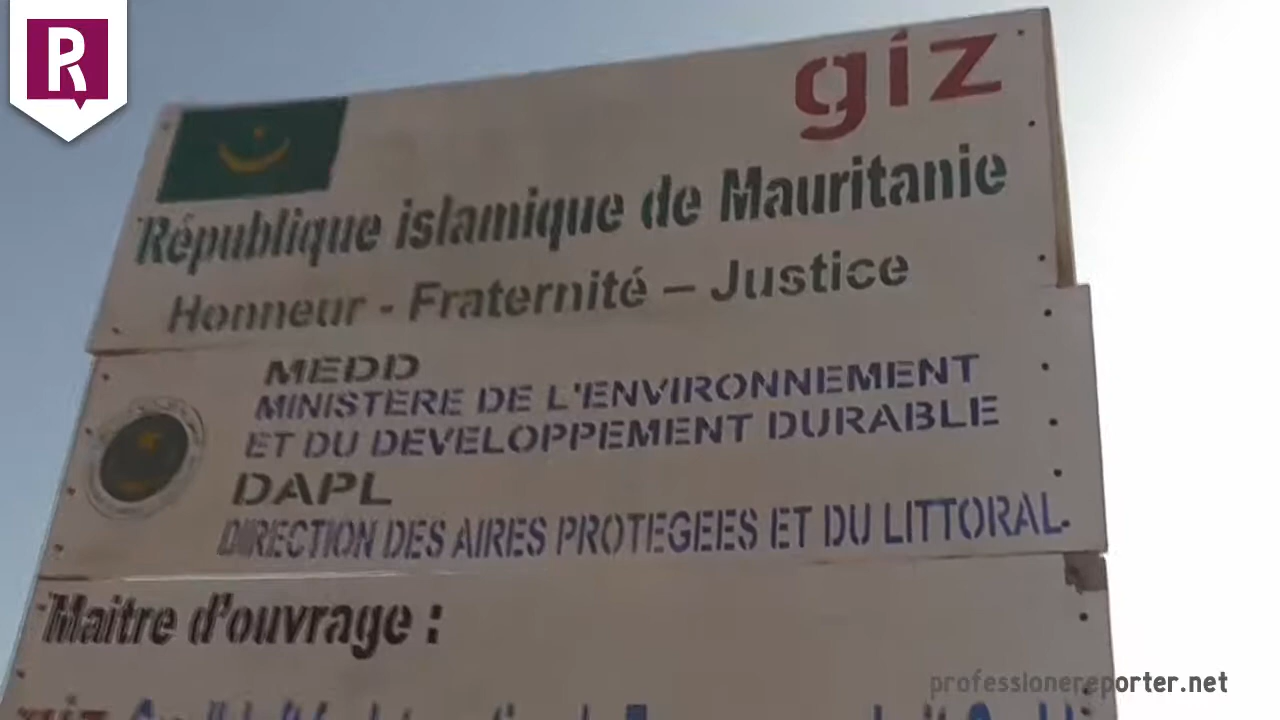 R
giz
République islamique de Mauritanie
Honneur - Fraternité – Justice
MEDD
MINISTERE DE L'ENVIRONNEMENT
ET DU DEVELOPPEMENT DURABLE
DAPL
DIRECTION DES AIRES PROTEGEES ET DU LITTORAL
Maitre d'ouvrage :
professionereporter.net